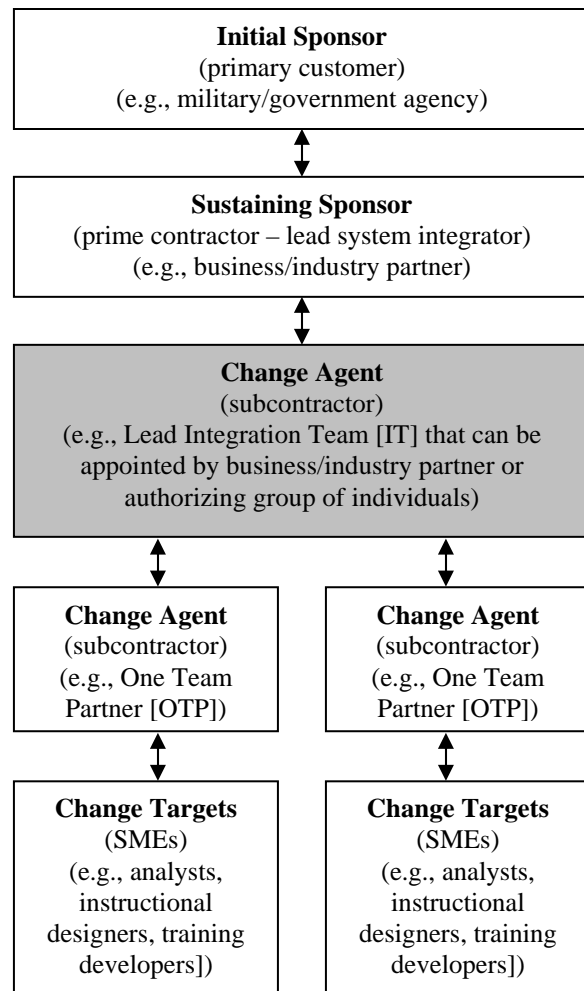 Initial Sponsor
(primary customer)
(e.g., military/government agency)
Sustaining Sponsor
(prime contractor – lead system integrator)
(e.g., business/industry partner)
Change Agent
(subcontractor)
(e.g., Lead Integration Team [IT] that can be
appointed by business/industry partner or
authorizing group of individuals)
Change Agent
(subcontractor)
(e.g., One Team
Partner [OTP])
Change Agent
(subcontractor)
(e.g., One Team
Partner [OTP])
Change Targets
(SMEs)
(e.g., analysts,
instructional
designers, training
developers])
Change Targets
(SMEs)
(e.g., analysts,
instructional
designers, training
developers])